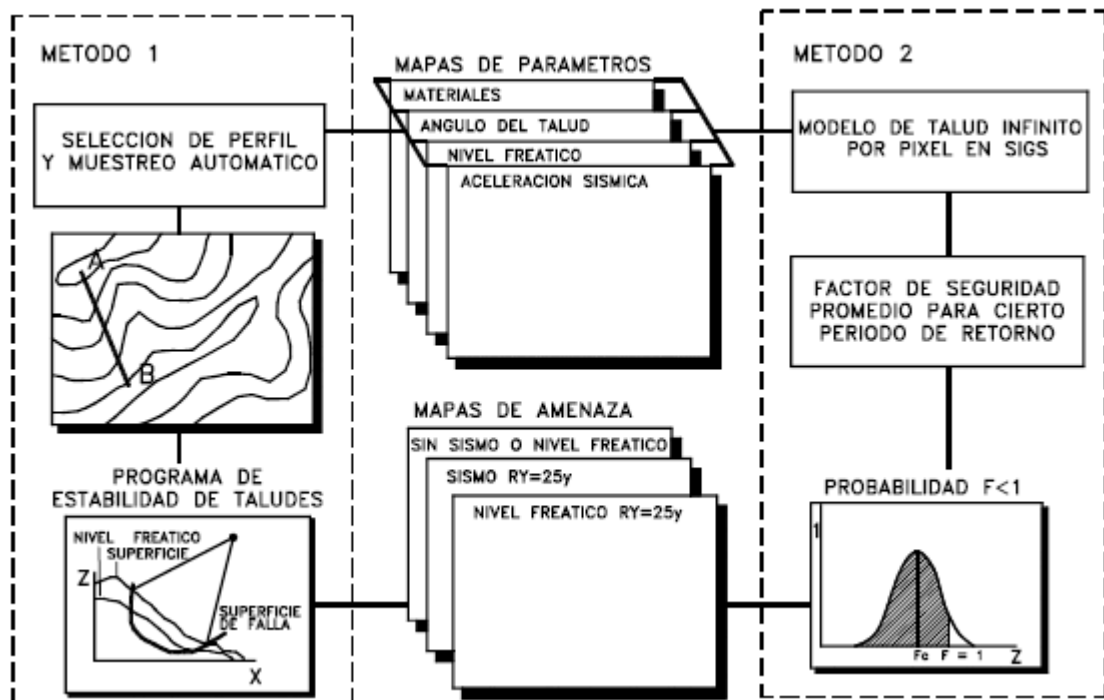 METODO 1
SELECCION DE PERFIL
Y MUESTREO AUTOMATICO
A
B
PROGRAMA DE
ESTABILIDAD DE TALUDES
NIVEL FREATICO
SUPERFICIE
Z
SUPERFICIE
DE FALLA
X
MAPAS DE PARAMETROS
MATERIALES
ANGULO DEL TALUD
NIVEL FREATICO
ACELERACION SISMICA
MAPAS DE AMENAZA
SIN SISMO O NIVEL FREATICO
SISMO RY=25y
NIVEL FREATICO RY=25y
METODO 2
MODELO DE TALUD INFINITO
POR PIXEL EN SIGS
FACTOR DE SEGURIDAD
PROMEDIO PARA CIERTO
PERIODO DE RETORNO
PROBABILIDAD F<1
1
Fc F = 1 Z